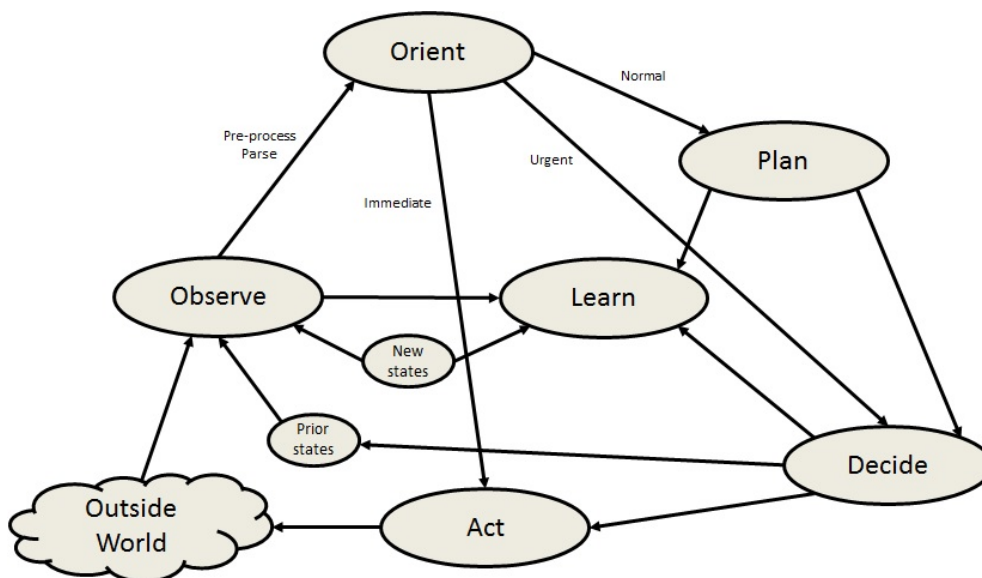 Orient
Normal
Pre-process
Parse
Urgent
Plan
Immediate
Observe
Learn
New
states
Prior
states
Decide
Outside
World
Act